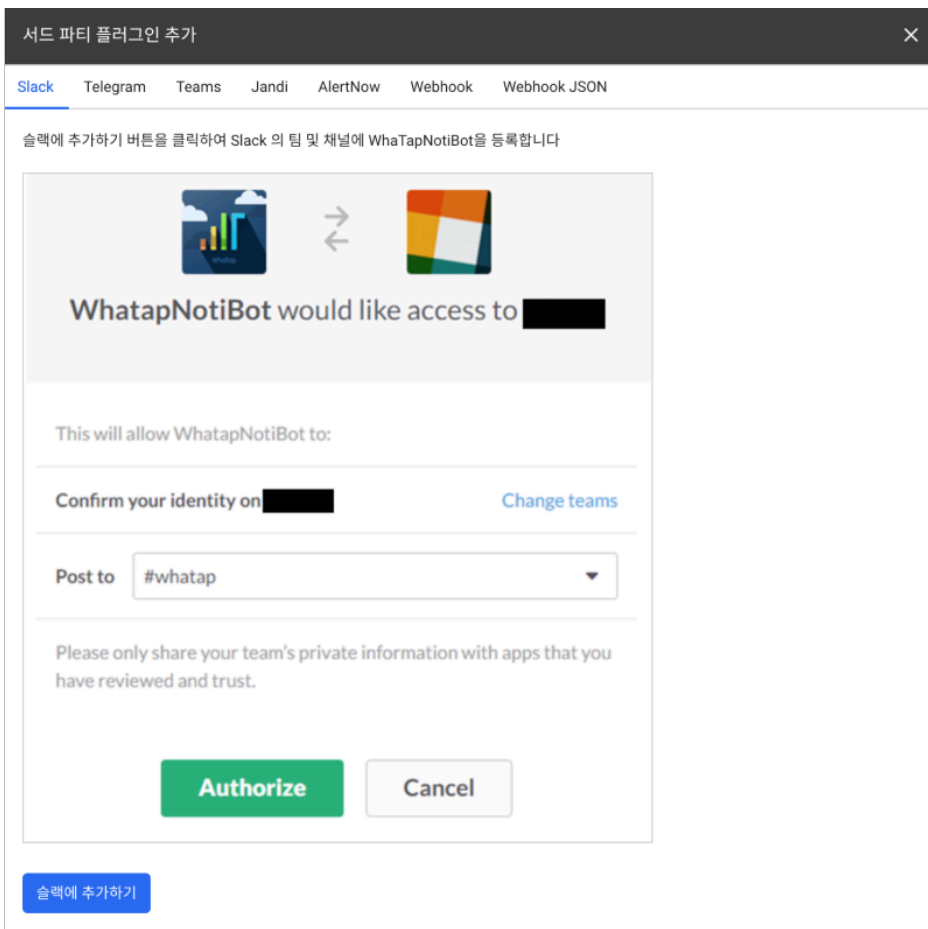 서드 파티 플러그인 추가
Slack Telegram Teams Jandi AlertNow Webhook Webhook JSON
슬랙에 추가하기 버튼을 클릭하여 Slack 의 팀 및 채널에 WhaTapNotiBot을 등록합니다
whatap
WhatapNotiBot would like access to
This will allow WhatapNotiBot to:
Confirm your identity on
Change teams
Post to #whatap
Please only share your team's private information with apps that you
have reviewed and trust.
Authorize Cancel
슬랙에 추가하기